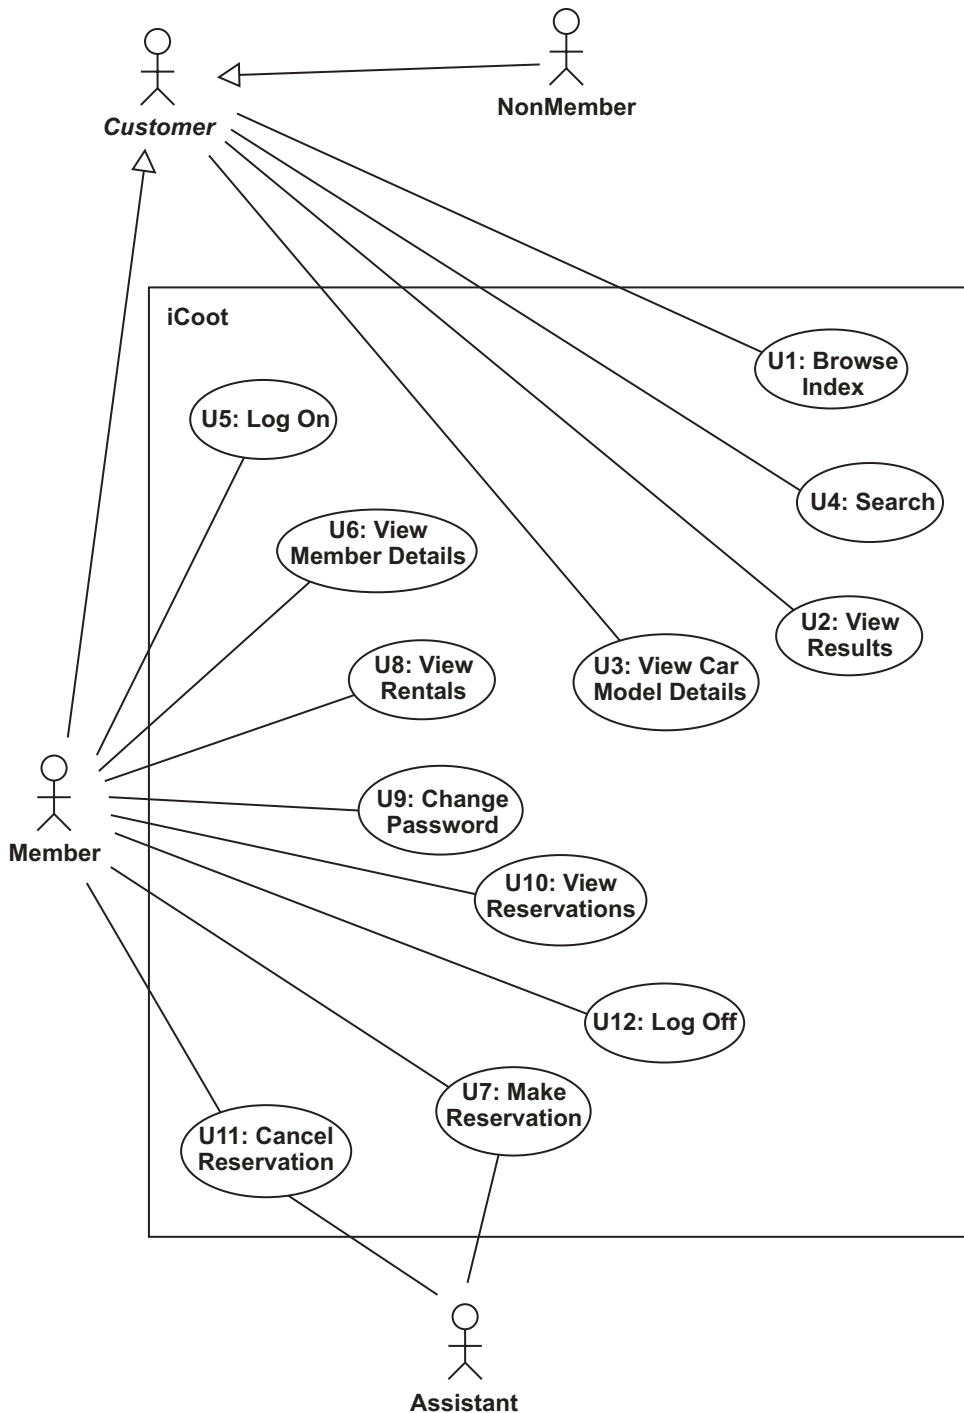 NonMember
Customer
iCoot
U1: Browse
Index
U5: Log On
U4: Search
U6: View
Member Details
U2: View
Results
U8: View
Rentals
U3: View Car
Model Details
U9: Change
Password
Member
U10: View
Reservations
U12: Log Off
U7: Make
Reservation
U11: Cancel
Reservation
Assistant